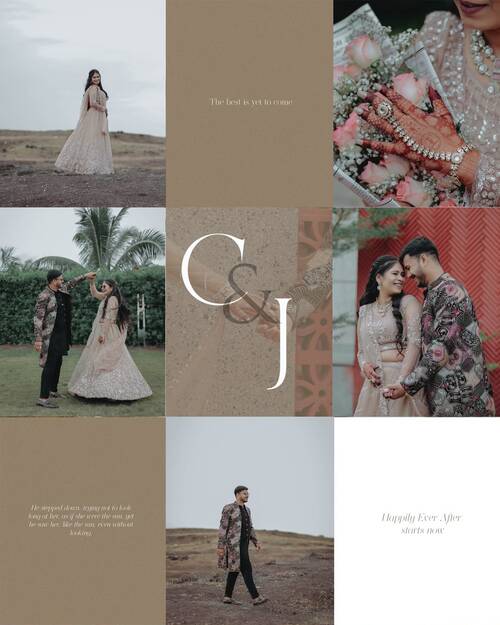 The best is yet to come
C
&
J
He stepped down, trying not to look
long at her, as if she were the sun, yet
he saw her, like the sun, even without
looking.
Happily Ever After
starts now